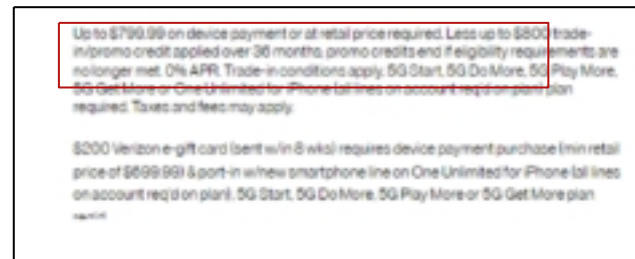 Up to $799.99 on device payment or at retail price required. Less up to $800 trade-
in/promo credit applied over 36 months; promo credits end if eligibility requirements are
no longer met. 0% APR. Trade-in conditions apply. 5G Start, 5G Do More, 5G Play More,
5G Get More or One Unlimited for iPhone (all lines on account req'd on plan) plan
required. Taxes and fees may apply.
$200 Verizon e-gift card (sent w/in 8 wks) requires device payment purchase (min retail
price of $699.99) & port-in w/new smartphone line on One Unlimited for iPhone (all lines
on account req'd on plan), 5G Start, 5G Do More, 5G Play More or 5G Get More plan